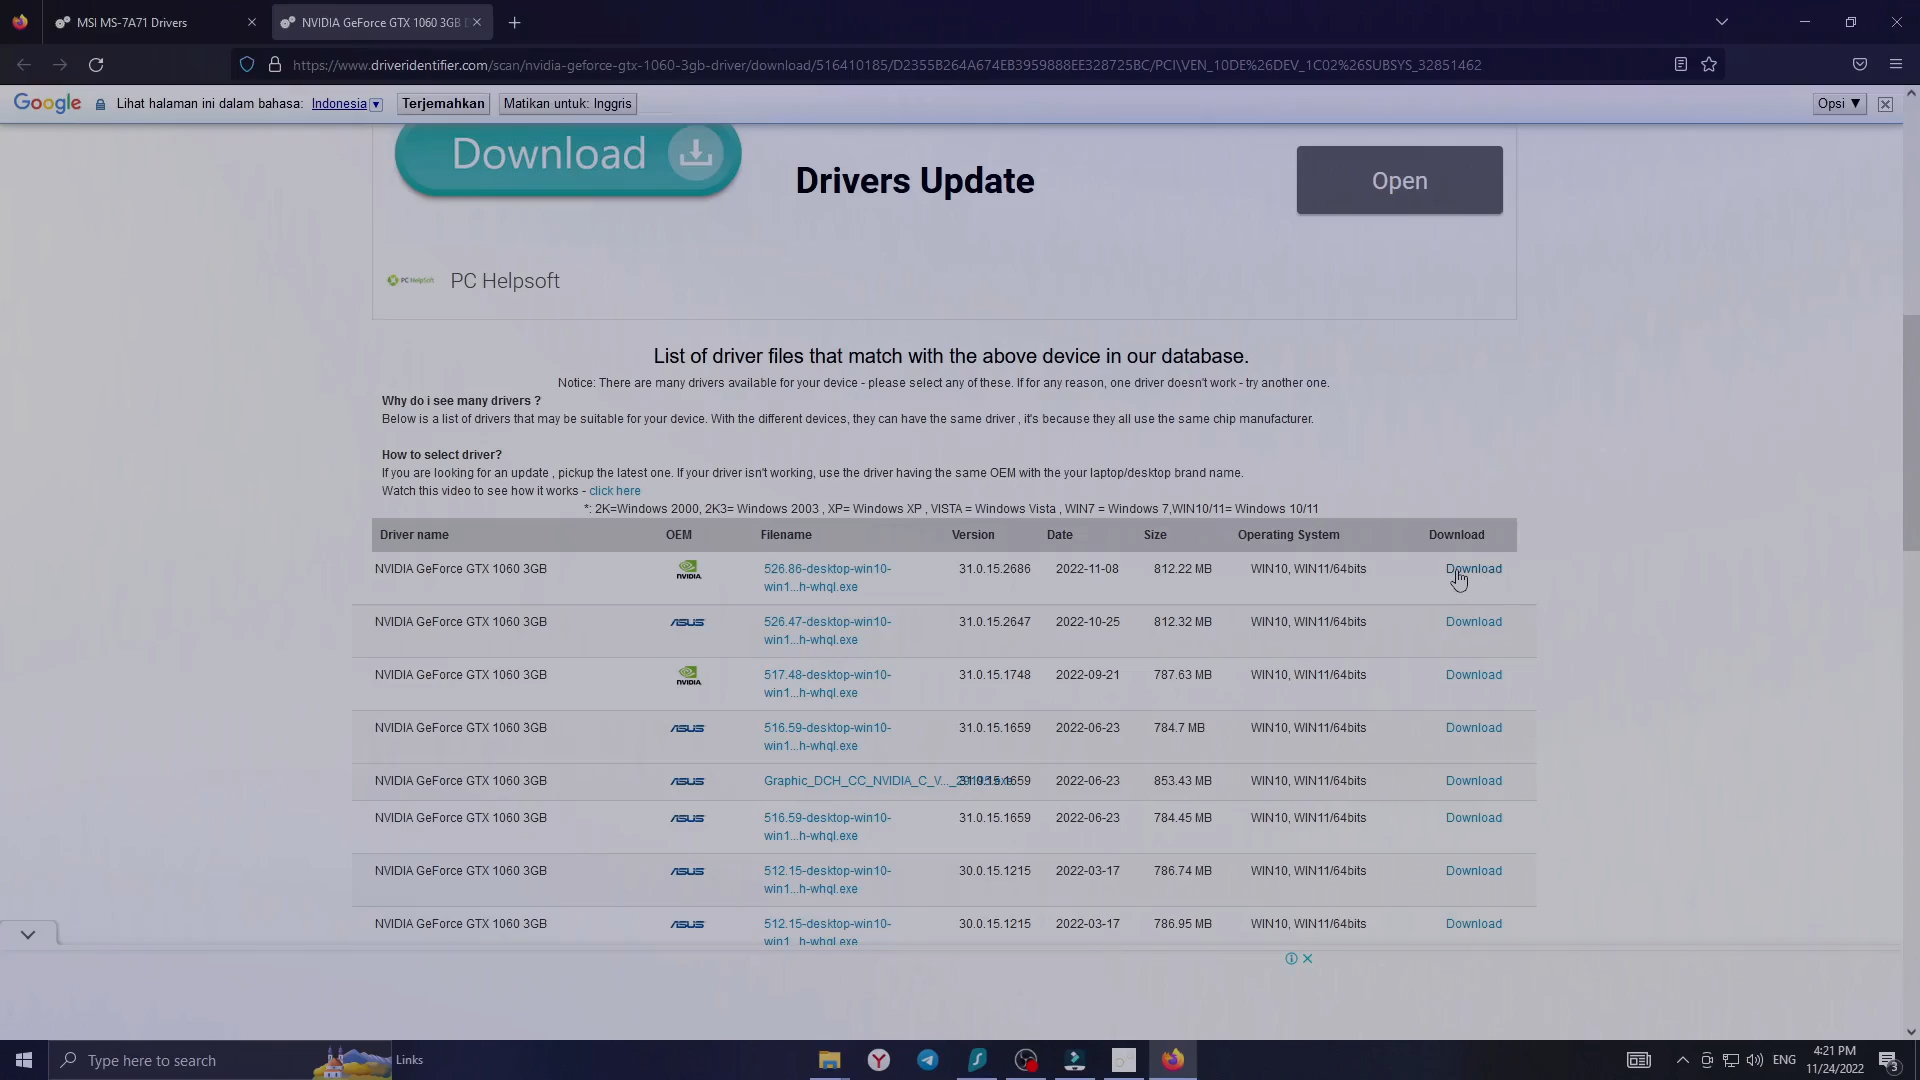 MSI MS-7A71 Drivers
NVIDIA GeForce GTX 1060 3GB
https://www.driveridentifier.com/scan/nvidia-geforce-gtx-1060-3gb-driver/download/516410185/D2355B264A674EB3959888EE328725BC/PCI\VEN_10DE%26DEV_1C02%26SUBSYS_32851462
Google Lihat halaman ini dalam bahasa: Indonesia ▼ Terjemahkan Matikan untuk: Inggris Opsi ▼
Download
Drivers Update
Open
PC HelpSoft PC Helpsoft
List of driver files that match with the above device in our database.
Notice: There are many drivers available for your device - please select any of these. If for any reason, one driver doesn't work - try another one.
Why do i see many drivers ?
Below is a list of drivers that may be suitable for your device. With the different devices, they can have the same driver , it's because they all use the same chip manufacturer.
How to select driver?
If you are looking for an update , pickup the latest one. If your driver isn't working, use the driver having the same OEM with the your laptop/desktop brand name.
Watch this video to see how it works - click here
*: 2K=Windows 2000, 2K3= Windows 2003 , XP= Windows XP , VISTA = Windows Vista , WIN7 = Windows 7,WIN10/11= Windows 10/11
Driver name OEM Filename Version Date Size Operating System Download
NVIDIA GeForce GTX 1060 3GB NVIDIA 526.86-desktop-win10- 31.0.15.2686 2022-11-08 812.22 MB WIN10, WIN11/64bits Download
win1...h-whql.exe
NVIDIA GeForce GTX 1060 3GB ASUS 526.47-desktop-win10- 31.0.15.2647 2022-10-25 812.32 MB WIN10, WIN11/64bits Download
win1...h-whql.exe
NVIDIA GeForce GTX 1060 3GB NVIDIA 517.48-desktop-win10- 31.0.15.1748 2022-09-21 787.63 MB WIN10, WIN11/64bits Download
win1...h-whql.exe
NVIDIA GeForce GTX 1060 3GB ASUS 516.59-desktop-win10- 31.0.15.1659 2022-06-23 784.7 MB WIN10, WIN11/64bits Download
win1...h-whql.exe
NVIDIA GeForce GTX 1060 3GB ASUS Graphic_DCH_CC_NVIDIA_C_V..._ 31.0.15.1659 2022-06-23 853.43 MB WIN10, WIN11/64bits Download
NVIDIA GeForce GTX 1060 3GB ASUS 516.59-desktop-win10- 31.0.15.1659 2022-06-23 784.45 MB WIN10, WIN11/64bits Download
win1...h-whql.exe
NVIDIA GeForce GTX 1060 3GB ASUS 512.15-desktop-win10- 30.0.15.1215 2022-03-17 786.74 MB WIN10, WIN11/64bits Download
win1...h-whql.exe
NVIDIA GeForce GTX 1060 3GB ASUS 512.15-desktop-win10- 30.0.15.1215 2022-03-17 786.95 MB WIN10, WIN11/64bits Download
win1...h-whql.exe
Type here to search Links ENG 4:21 PM
11/24/2022 3